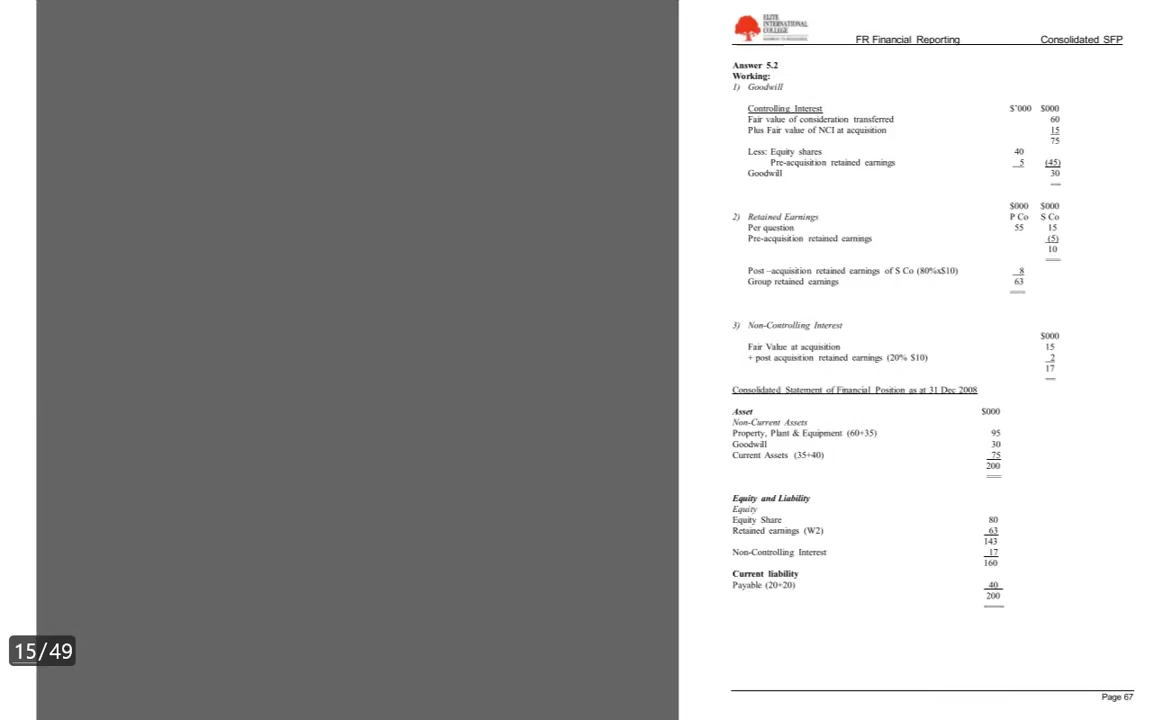 ELITE
INTERNATIONAL
COLLEGE
FR Financial Reporting Consolidated SFP
Answer 5.2
Working:
1) Goodwill
Controlling Interest $'000 $000
Fair value of consideration transferred 60
Plus Fair value of NCI at acquisition 15
75
Less: Equity shares 40
Pre-acquisition retained earnings 5 (45)
Goodwill 30
$000 $000
2) Retained Earnings P Co S Co
Per question 55 15
Pre-acquisition retained earnings (5)
10
Post –acquisition retained earnings of S Co (80%x$10) 8
Group retained earnings 63
3) Non-Controlling Interest
$000
Fair Value at acquisition 15
+ post acquisition retained earnings (20% $10) 2
17
Consolidated Statement of Financial Position as at 31 Dec 2008
Asset $000
Non-Current Assets
Property, Plant & Equipment (60+35) 95
Goodwill 30
Current Assets (35+40) 75
200
Equity and Liability
Equity
Equity Share 80
Retained earnings (W2) 63
143
Non-Controlling Interest 17
160
Current liability
Payable (20+20) 40
200
15/49
Page 67